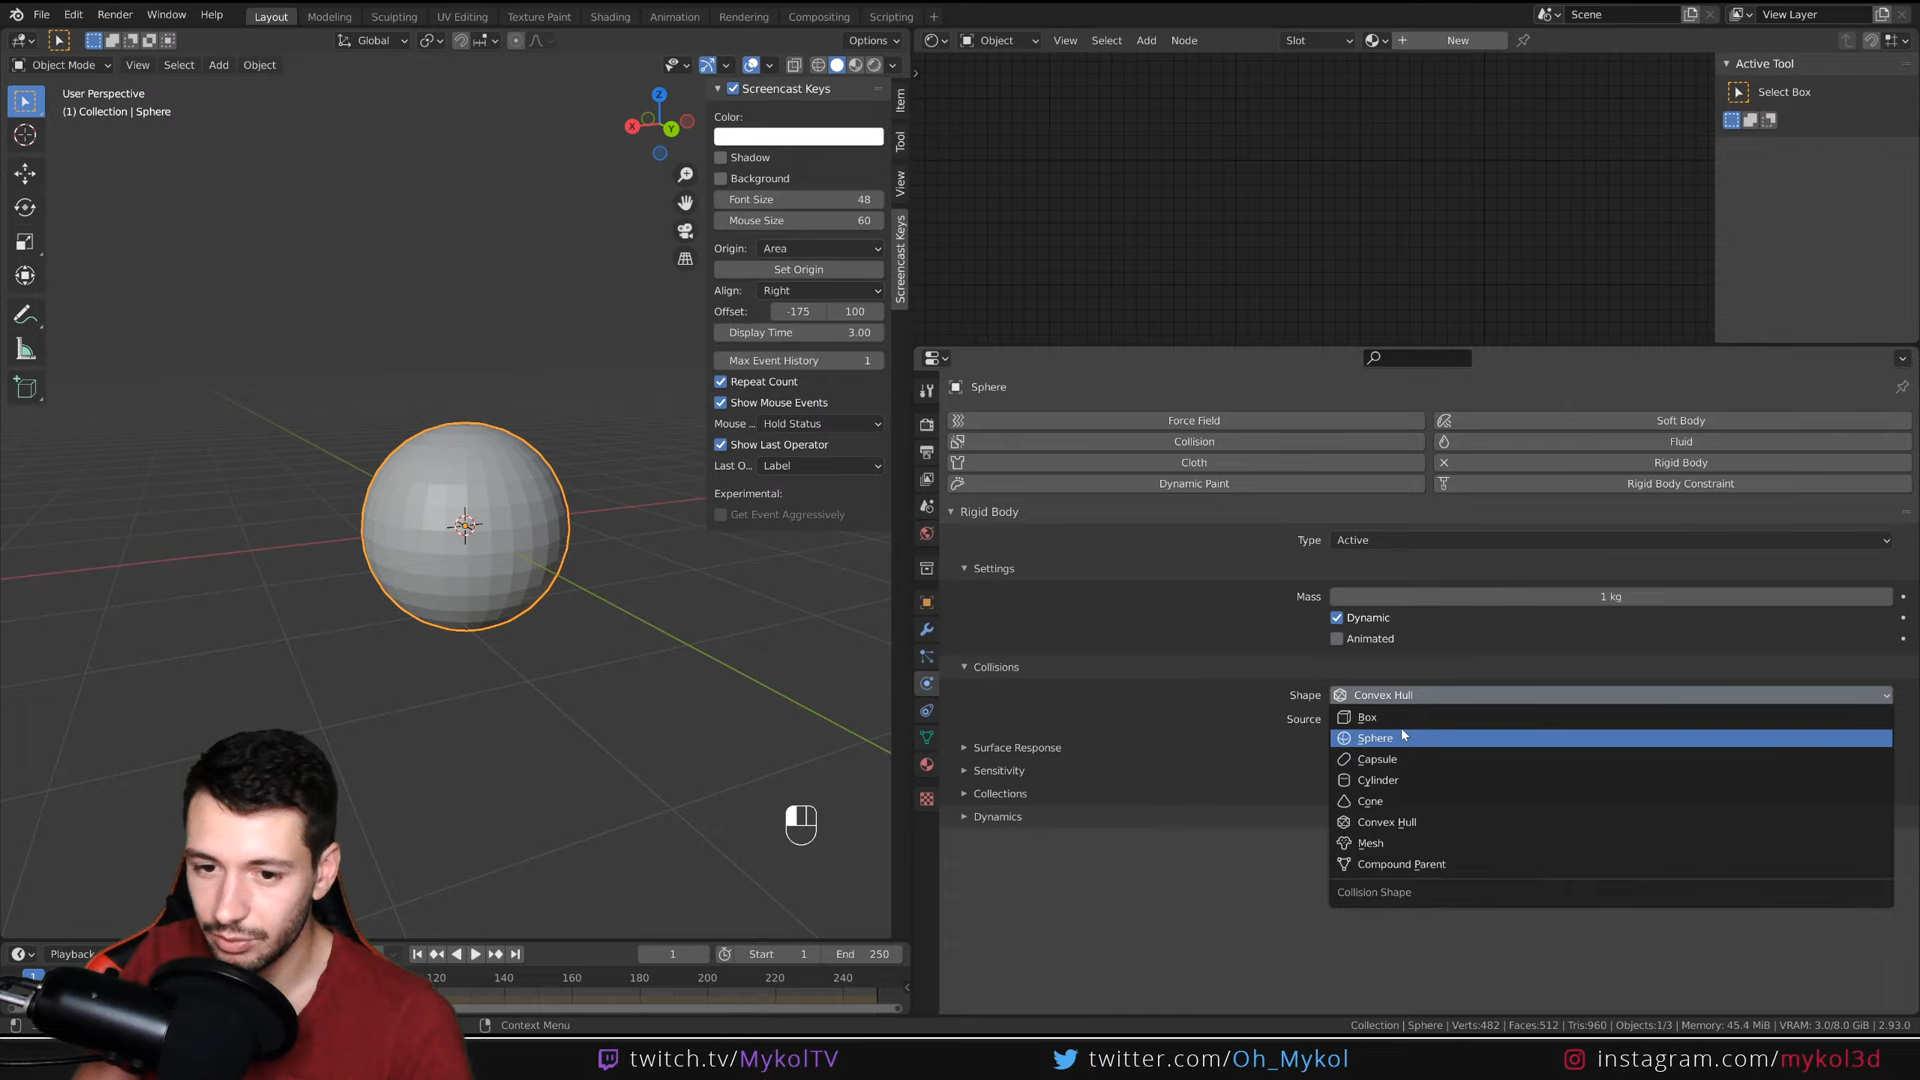 File Edit Render Window Help Layout Modeling Sculpting UV Editing Texture Paint Shading Animation Rendering Compositing Scripting + Scene View Layer
Global Options
Object Mode View Select Add Object
User Perspective
(1) Collection | Sphere
Z
X
Y
Screencast Keys
Color:
Shadow
Background
Font Size 48
Mouse Size 60
Origin: Area
Set Origin
Align: Right
Offset: -175 100
Display Time 3.00
Max Event History 1
Repeat Count
Show Mouse Events
Mouse ... Hold Status
Show Last Operator
Last O... Label
Experimental:
Get Event Aggressively
Item
Tool
View
Screencast Keys
Object View Select Add Node Slot New
Active Tool
Select Box
Sphere
Force Field Soft Body
Collision Fluid
Cloth Rigid Body
Dynamic Paint Rigid Body Constraint
Rigid Body
Type Active
Settings
Mass 1 kg
Dynamic
Animated
Collisions
Shape Convex Hull
Source
Box
Sphere
Capsule
Cylinder
Cone
Convex Hull
Mesh
Compound Parent
Collision Shape
Surface Response
Sensitivity
Collections
Dynamics
Playback 1 Start 1 End 250
1 120 140 160 180 200 220 240
Context Menu
Collection | Sphere | Verts:482 | Faces:512 | Tris:960 | Objects:1/3 | Memory: 45.4 MiB | VRAM: 3.0/8.0 GiB | 2.93.0
twitch.tv/MykolTV twitter.com/Oh_Mykol instagram.com/mykol3d